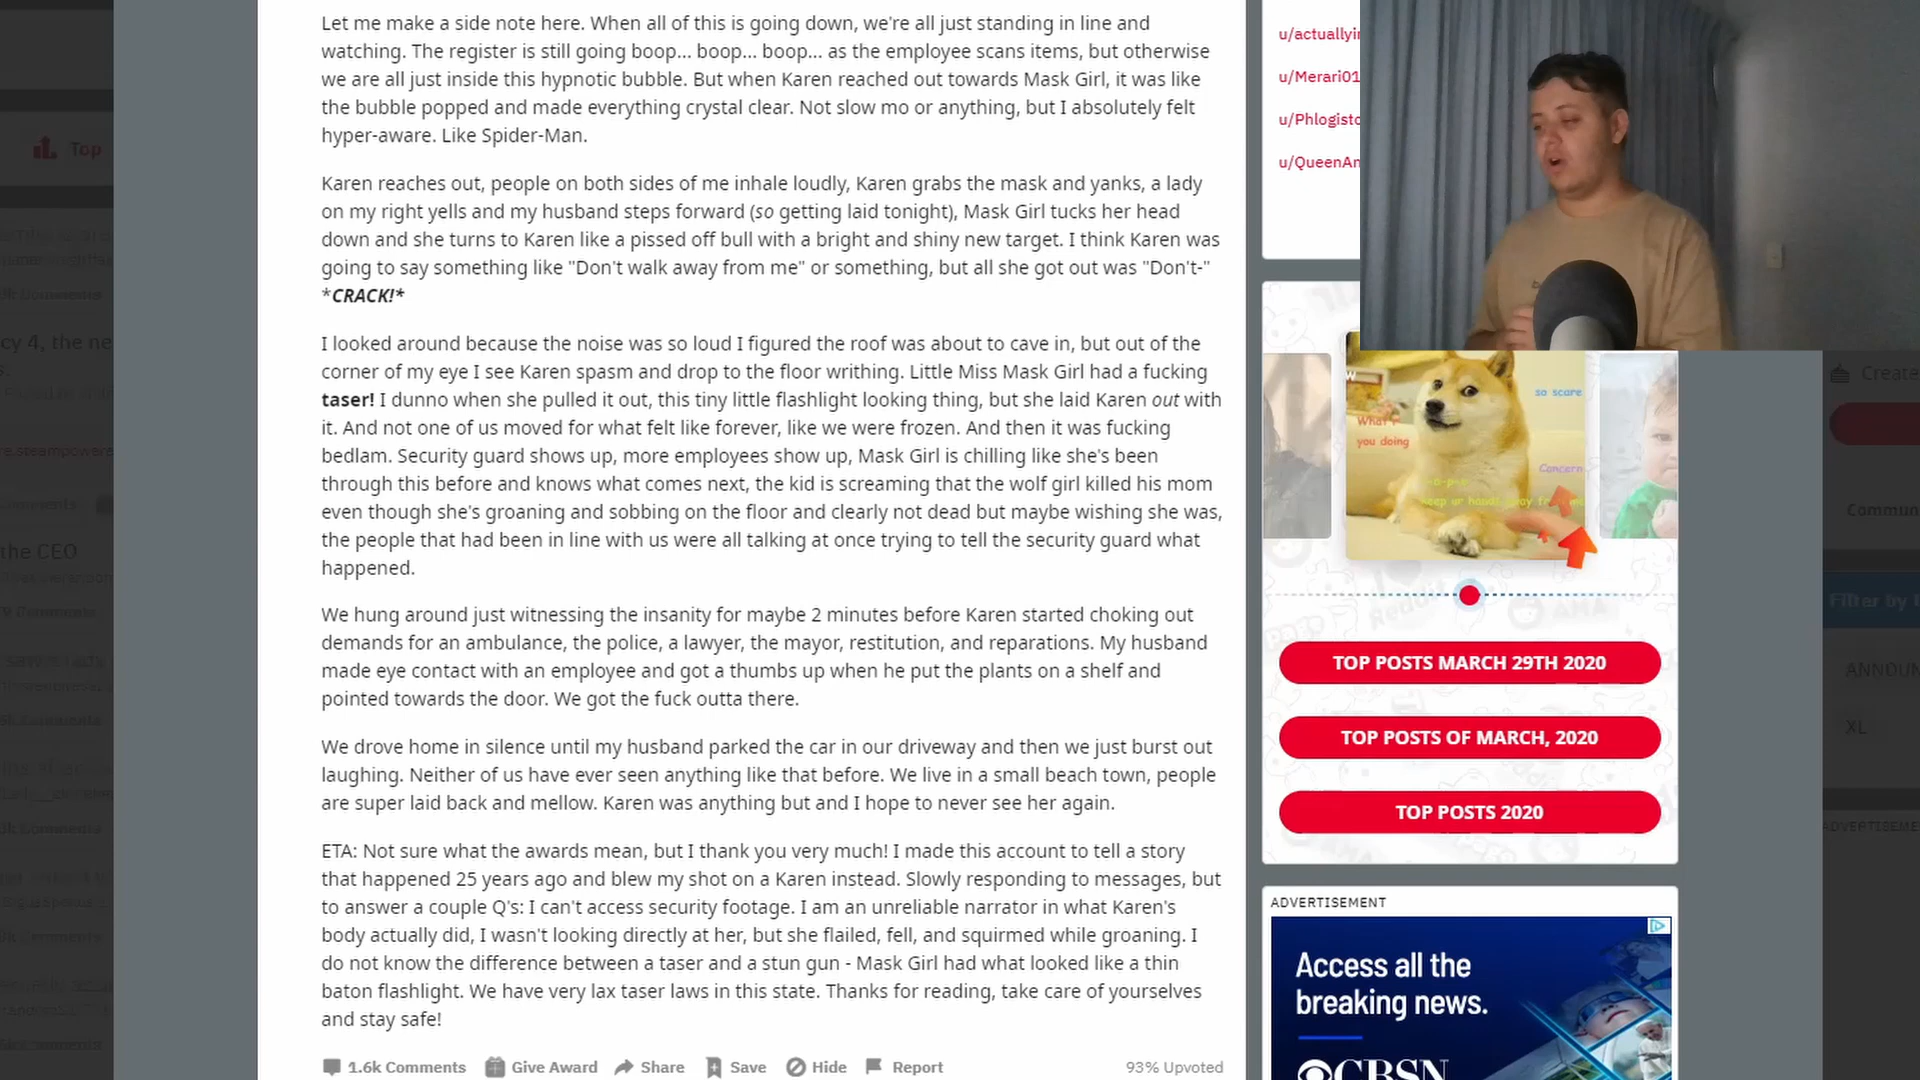 Let me make a side note here. When all of this is going down, we're all just standing in line and
watching. The register is still going boop... boop... boop... as the employee scans items, but otherwise
we are all just inside this hypnotic bubble. But when Karen reached out towards Mask Girl, it was like
the bubble popped and made everything crystal clear. Not slow mo or anything, but I absolutely felt
hyper-aware. Like Spider-Man.
Karen reaches out, people on both sides of me inhale loudly, Karen grabs the mask and yanks, a lady
on my right yells and my husband steps forward (so getting laid tonight), Mask Girl tucks her head
down and she turns to Karen like a pissed off bull with a bright and shiny new target. I think Karen was
going to say something like "Don't walk away from me" or something, but all she got out was "Don't-"
*CRACK!*
I looked around because the noise was so loud I figured the roof was about to cave in, but out of the
corner of my eye I see Karen spasm and drop to the floor writhing. Little Miss Mask Girl had a fucking
taser! I dunno when she pulled it out, this tiny little flashlight looking thing, but she laid Karen out with
it. And not one of us moved for what felt like forever, like we were frozen. And then it was fucking
bedlam. Security guard shows up, more employees show up, Mask Girl is chilling like she's been
through this before and knows what comes next, the kid is screaming that the wolf girl killed his mom
even though she's groaning and sobbing on the floor and clearly not dead but maybe wishing she was,
the people that had been in line with us were all talking at once trying to tell the security guard what
happened.
We hung around just witnessing the insanity for maybe 2 minutes before Karen started choking out
demands for an ambulance, the police, a lawyer, the mayor, restitution, and reparations. My husband
made eye contact with an employee and got a thumbs up when he put the plants on a shelf and
pointed towards the door. We got the fuck outta there.
We drove home in silence until my husband parked the car in our driveway and then we just burst out
laughing. Neither of us have ever seen anything like that before. We live in a small beach town, people
are super laid back and mellow. Karen was anything but and I hope to never see her again.
ETA: Not sure what the awards mean, but I thank you very much! I made this account to tell a story
that happened 25 years ago and blew my shot on a Karen instead. Slowly responding to messages, but
to answer a couple Q's: I can't access security footage. I am an unreliable narrator in what Karen's
body actually did, I wasn't looking directly at her, but she flailed, fell, and squirmed while groaning. I
do not know the difference between a taser and a stun gun - Mask Girl had what looked like a thin
baton flashlight. We have very lax taser laws in this state. Thanks for reading, take care of yourselves
and stay safe!
1.6k Comments Give Award Share Save Hide Report 93% Upvoted
Top
cy 4, the ne
the CEO
u/actuallyi
u/Merari01
u/Phlogisto
u/QueenAn
so scare
What
you doing
Concern
TOP POSTS MARCH 29TH 2020
TOP POSTS OF MARCH, 2020
TOP POSTS 2020
ADVERTISEMENT
Access all the
breaking news.
CBSN
Create
Commun
Filter by
ANNOUN
XL
ADVERTISEME